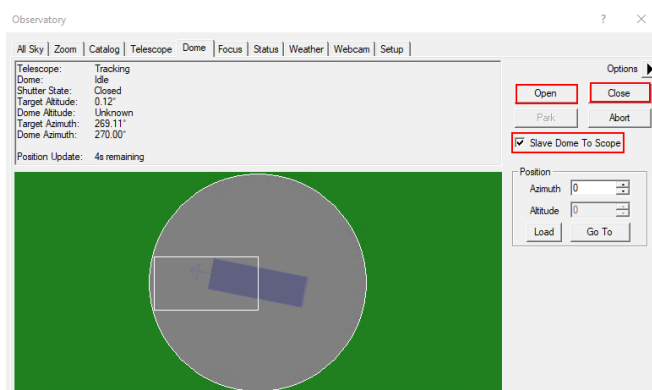 Observatory ? ×
All Sky Zoom Catalog Telescope Dome Focus Status Weather Webcam Setup
Telescope: Tracking
Dome: Idle
Shutter State: Closed
Target Altitude: 0.12°
Dome Altitude: Unknown
Target Azimuth: 269.11°
Dome Azimuth: 270.00°
Position Update: 4s remaining
Options
Open Close
Park Abort
Slave Dome To Scope
Position
Azimuth 0
Altitude 0
Load Go To